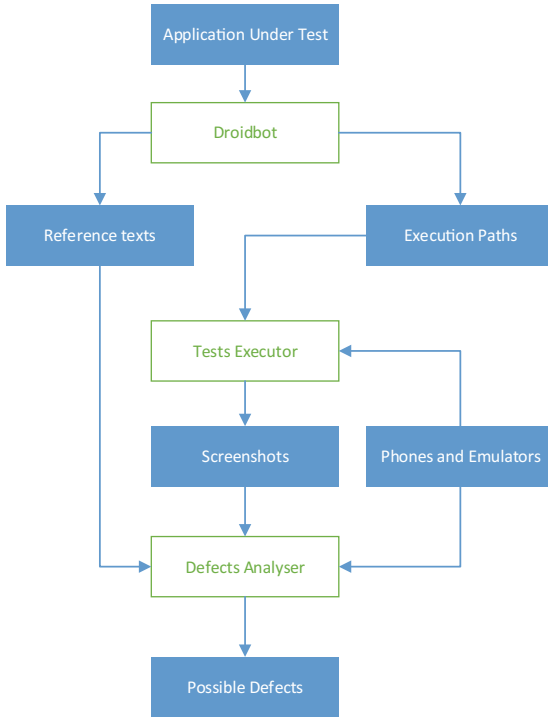 Application Under Test
Droidbot
Reference texts
Execution Paths
Tests Executor
Screenshots
Phones and Emulators
Defects Analyser
Possible Defects